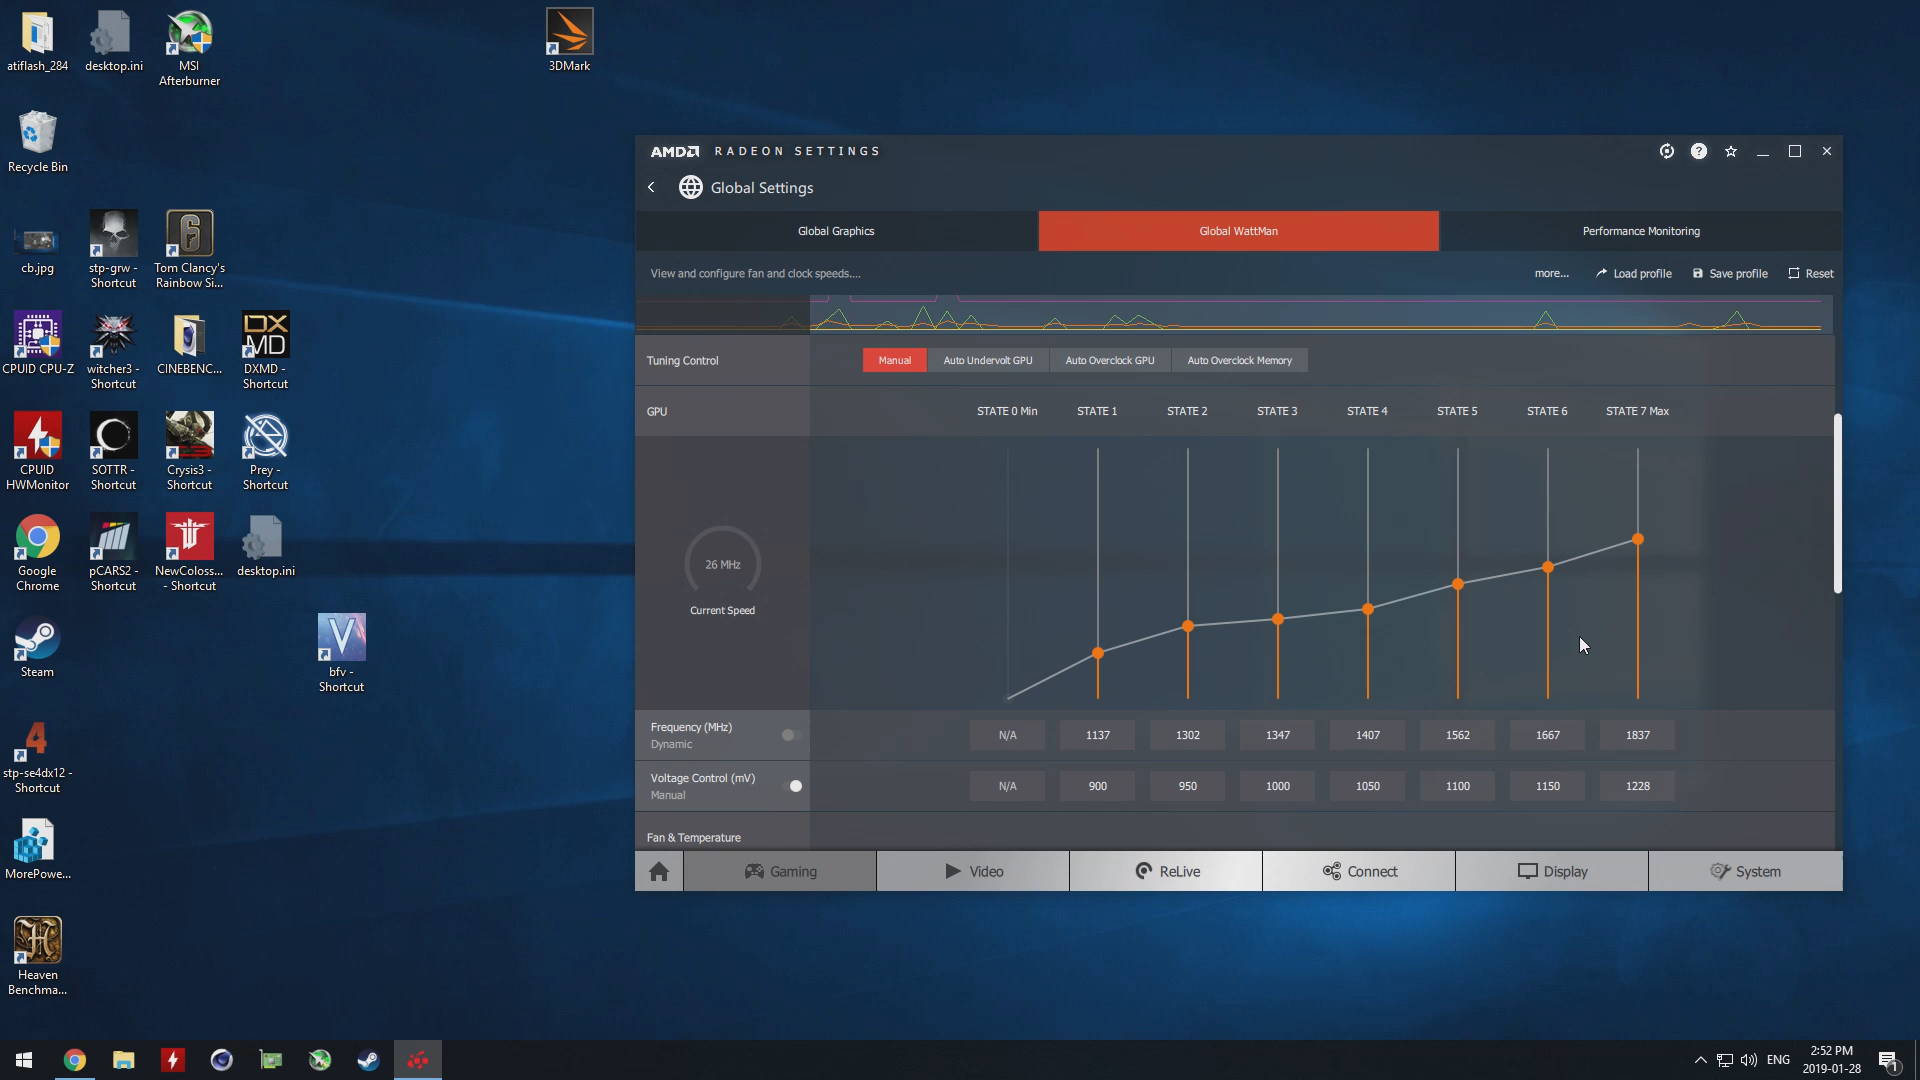 atiflash_284
desktop.ini
MSI
Afterburner
3DMark
Recycle Bin
cb.jpg
stp-grw -
Shortcut
Tom Clancy's
Rainbow Si...
CPUID CPU-Z
witcher3 -
Shortcut
CINEBENC...
DX
MD
DXMD -
Shortcut
CPUID
HWMonitor
SOTTR -
Shortcut
Crysis3 -
Shortcut
Prey -
Shortcut
Google
Chrome
pCARS2 -
Shortcut
NewColoss...
- Shortcut
desktop.ini
Steam
bfv -
Shortcut
stp-se4dx12 -
Shortcut
MorePowe...
Heaven
Benchma...
AMD RADEON SETTINGS
Global Settings
Global Graphics
Global WattMan
Performance Monitoring
View and configure fan and clock speeds....
more...
Load profile
Save profile
Reset
Tuning Control
Manual
Auto Undervolt GPU
Auto Overclock GPU
Auto Overclock Memory
GPU
STATE 0 Min
STATE 1
STATE 2
STATE 3
STATE 4
STATE 5
STATE 6
STATE 7 Max
26 MHz
Current Speed
Frequency (MHz)
Dynamic
N/A
1137
1302
1347
1407
1562
1667
1837
Voltage Control (mV)
Manual
N/A
900
950
1000
1050
1100
1150
1228
Fan & Temperature
Gaming
Video
ReLive
Connect
Display
System
ENG
2:52 PM
2019-01-28
1